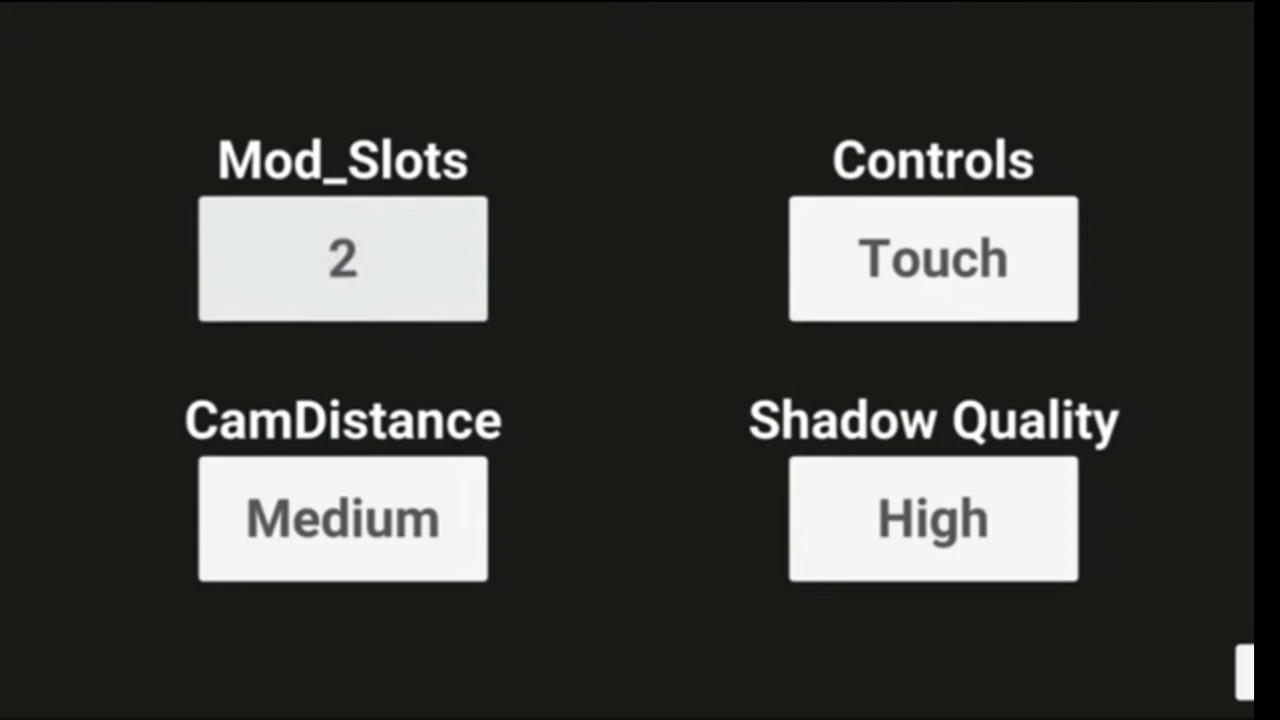 Mod_Slots
2
Controls
Touch
CamDistance
Medium
Shadow Quality
High